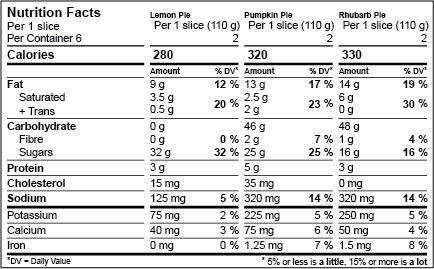 Nutrition Facts Lemon Pie Pumpkin Pie Rhubarb Pie
Per 1 slice Per 1 slice (110 g) Per 1 slice (110 g) Per 1 slice (110 g)
Per Container 6 2 2 2
Calories 280 320 330
Amount % DV* Amount % DV* Amount % DV*
Fat 9 g 12 % 13 g 17 % 14 g 19 %
Saturated 3.5 g 20 % 2.5 g 23 % 6 g 30 %
+ Trans 0.5 g 2.5 g 0 g
Carbohydrate 0 g 46 g 48 g
Fibre 0 g 0 % 2 g 7 % 1 g 4 %
Sugars 32 g 32 % 25 g 25 % 16 g 16 %
Protein 3 g 5 g 3 g
Cholesterol 15 mg 35 mg 0 mg
Sodium 125 mg 5 % 320 mg 14 % 320 mg 14 %
Potassium 75 mg 2 % 225 mg 5 % 250 mg 5 %
Calcium 40 mg 3 % 75 mg 6 % 50 mg 4 %
Iron 0 mg 0 % 1.25 mg 7 % 1.5 mg 8 %
*DV = Daily Value * 5% or less is a little, 15% or more is a lot